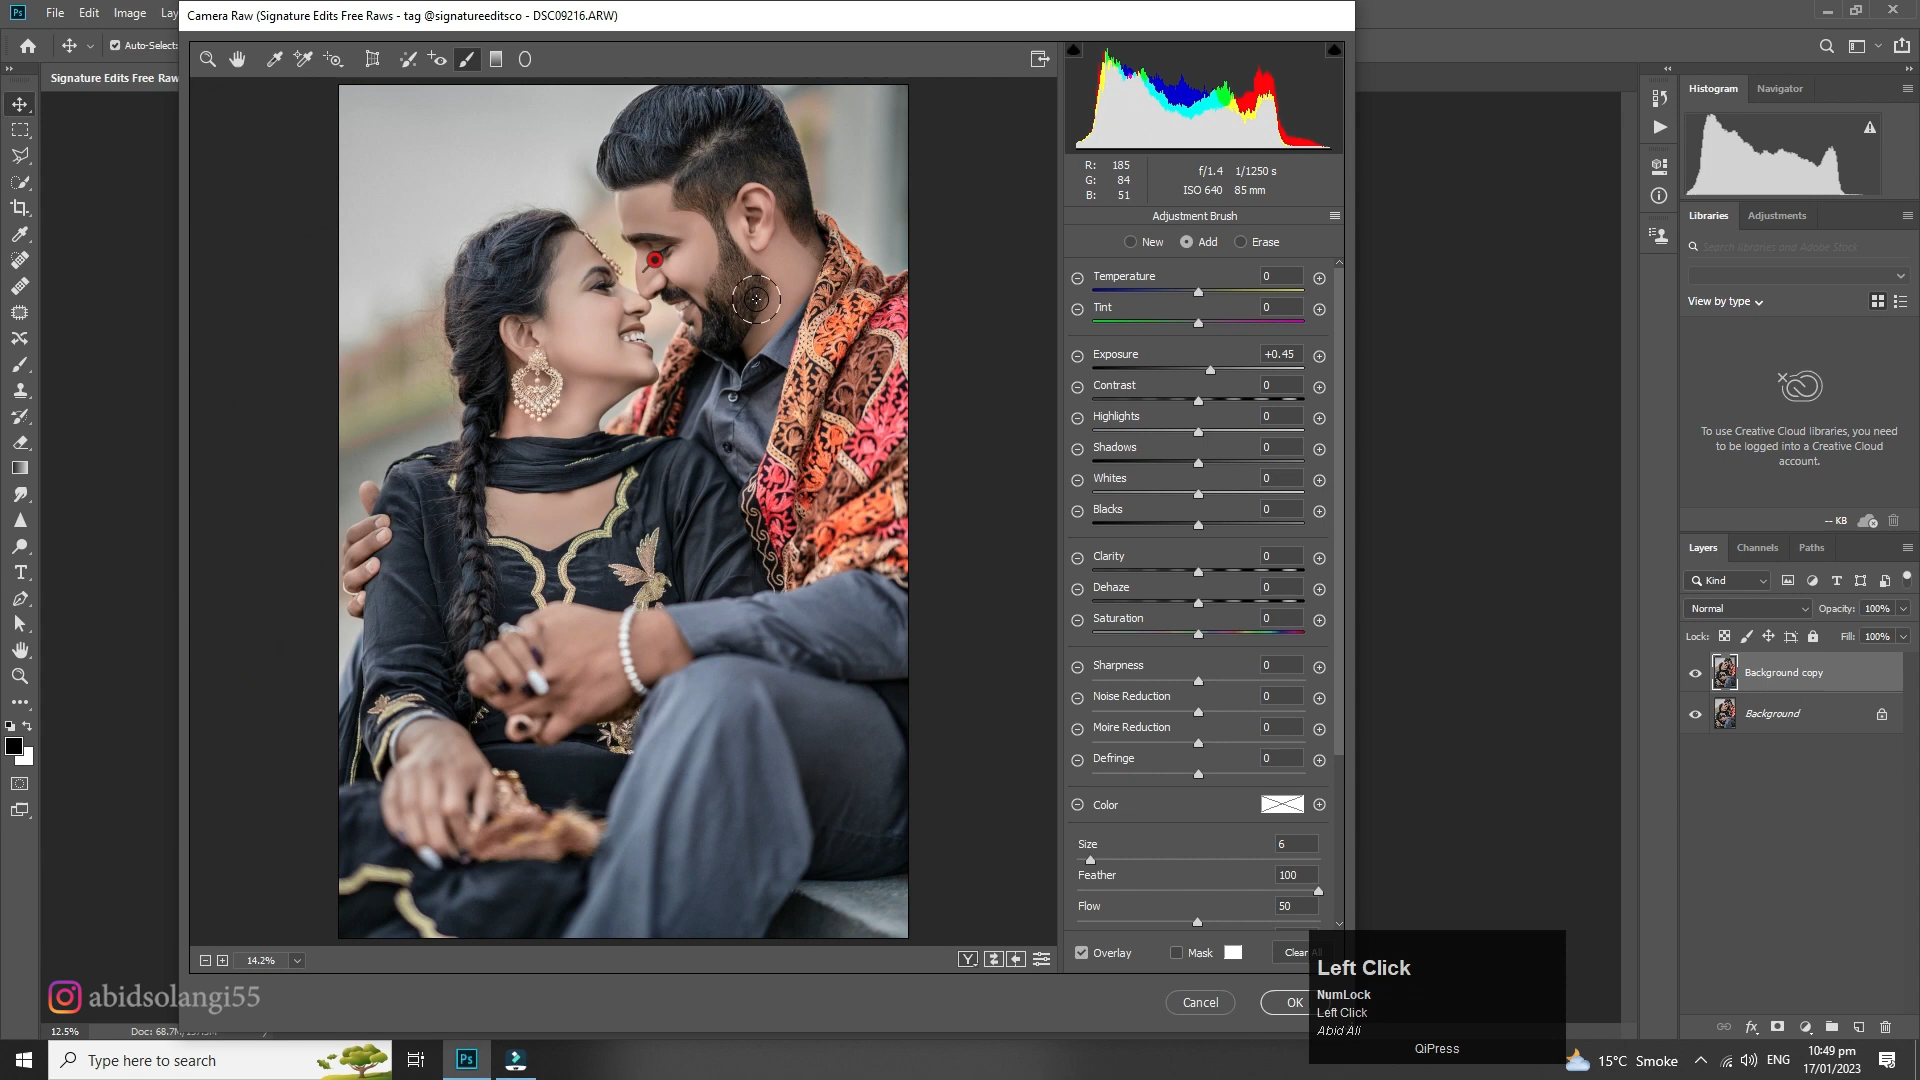 File Edit Image Lay
Camera Raw (Signature Edits Free Raws - tag @signatureeditsco - DSC09216.ARW)
Auto-Select:
Signature Edits Free Raw
R: 185
G: 84
B: 51
f/1.4 1/1250 s
ISO 640 85 mm
Adjustment Brush
New Add Erase
Temperature 0
Tint 0
Exposure +0.45
Contrast 0
Highlights 0
Shadows 0
Whites 0
Blacks 0
Clarity 0
Dehaze 0
Saturation 0
Sharpness 0
Noise Reduction 0
Moire Reduction 0
Defringe 0
Color
Size 6
Feather 100
Flow 50
Overlay Mask Clear All
14.2%
Cancel OK
Histogram Navigator
Libraries Adjustments
Search libraries and Adobe Stock
View by type
To use Creative Cloud libraries, you need
to be logged into a Creative Cloud
account.
-- KB
Layers Channels Paths
Kind
Normal Opacity: 100%
Lock: Fill: 100%
Background copy
Background
abidsolangi55
12.5%
Left Click
NumLock
Left Click
Abid Ali
QiPress
Type here to search
Ps
15°C Smoke
ENG
10:49 pm
17/01/2023